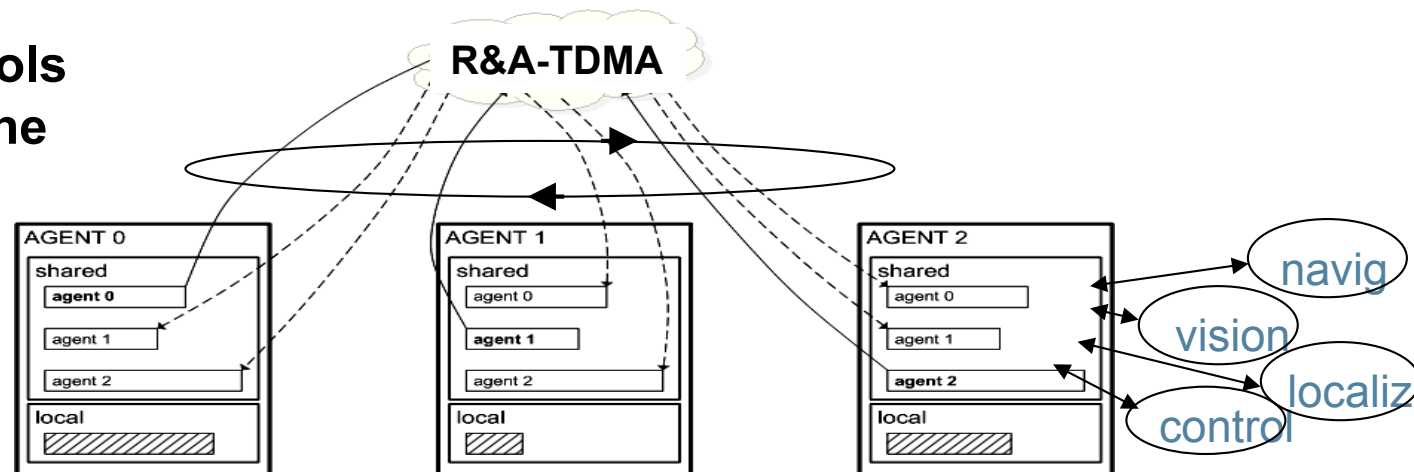 ols
ne
R&A-TDMA
AGENT 0
shared
agent 0
agent 1
agent 2
local
AGENT 1
shared
agent 0
agent 1
agent 2
local
AGENT 2
shared
agent 0
agent 1
agent 2
local
navig
vision
localiz
control